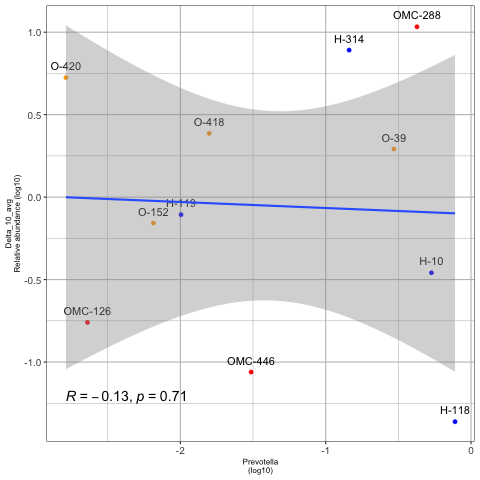 OMC-288
H-314
O-420
O-418
O-39
H-119
O-152
H-10
OMC-126
OMC-446
H-118
R = −0.13, p = 0.71
1.0
0.5
0.0
-0.5
-1.0
-2
-1
0
Delta_10_avg
Relative abundance (log10)
Prevotella
(log10)